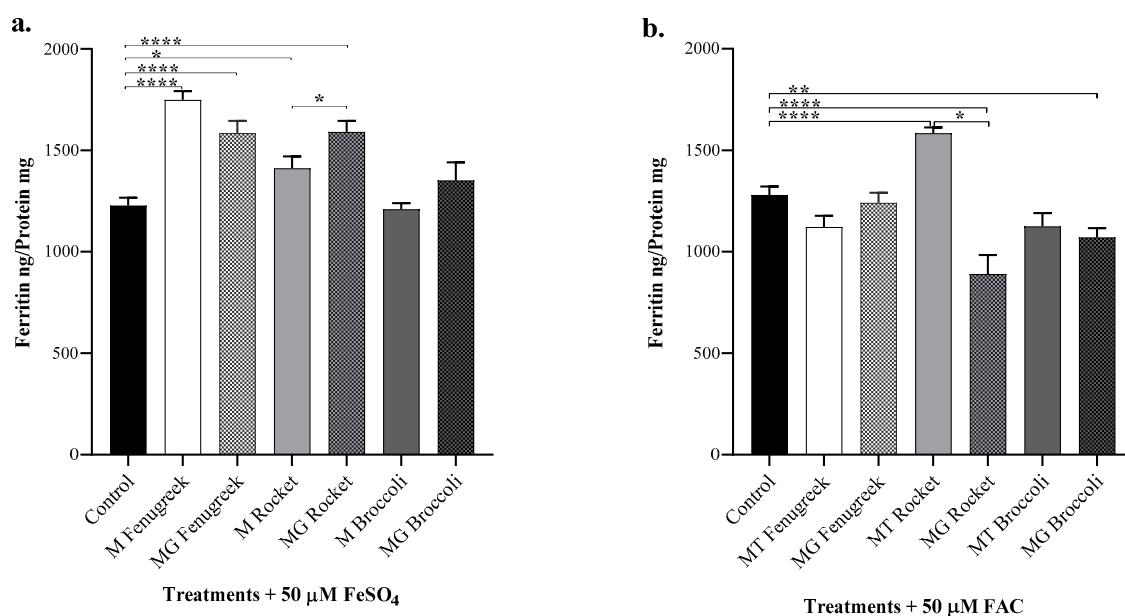 a.
Ferritin ng/Protein mg
2000
1500
1000
500
0
****
*
****
****
*
Control
M Fenugreek
MG Fenugreek
M Rocket
MG Rocket
M Broccoli
MG Broccoli
Treatments + 50 μM FeSO₄
b.
Ferritin ng/Protein mg
2000
1500
1000
500
0
**
****
****
*
Control
MT Fenugreek
MG Fenugreek
MT Rocket
MG Rocket
MT Broccoli
MG Broccoli
Treatments + 50 μM FAC